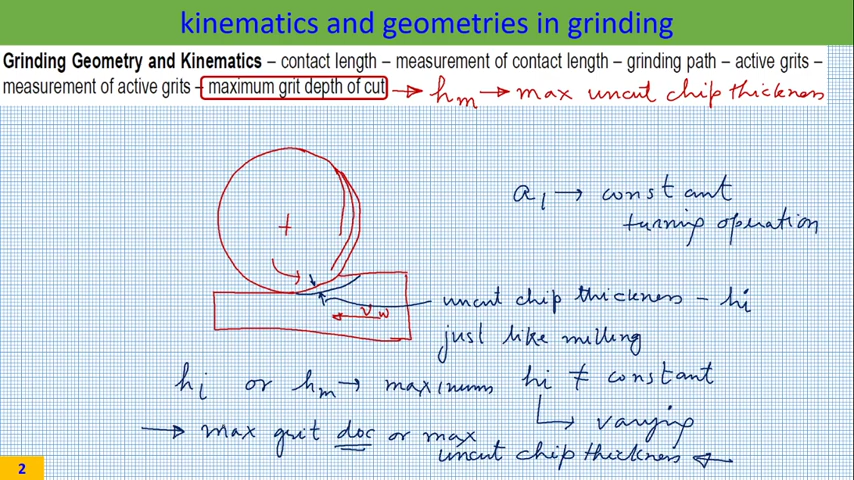 kinematics and geometries in grinding
Grinding Geometry and Kinematics – contact length – measurement of contact length – grinding path – active grits –
measurement of active grits – maximum grit depth of cut → hm → max uncut chip thickness
a1 → constant
turning operation
uncut chip thickness - hi
vw
just like milling
hi or hm → maximum hi ≠ constant
varying
→ max grit doc or max
uncut chip thickness ←
2